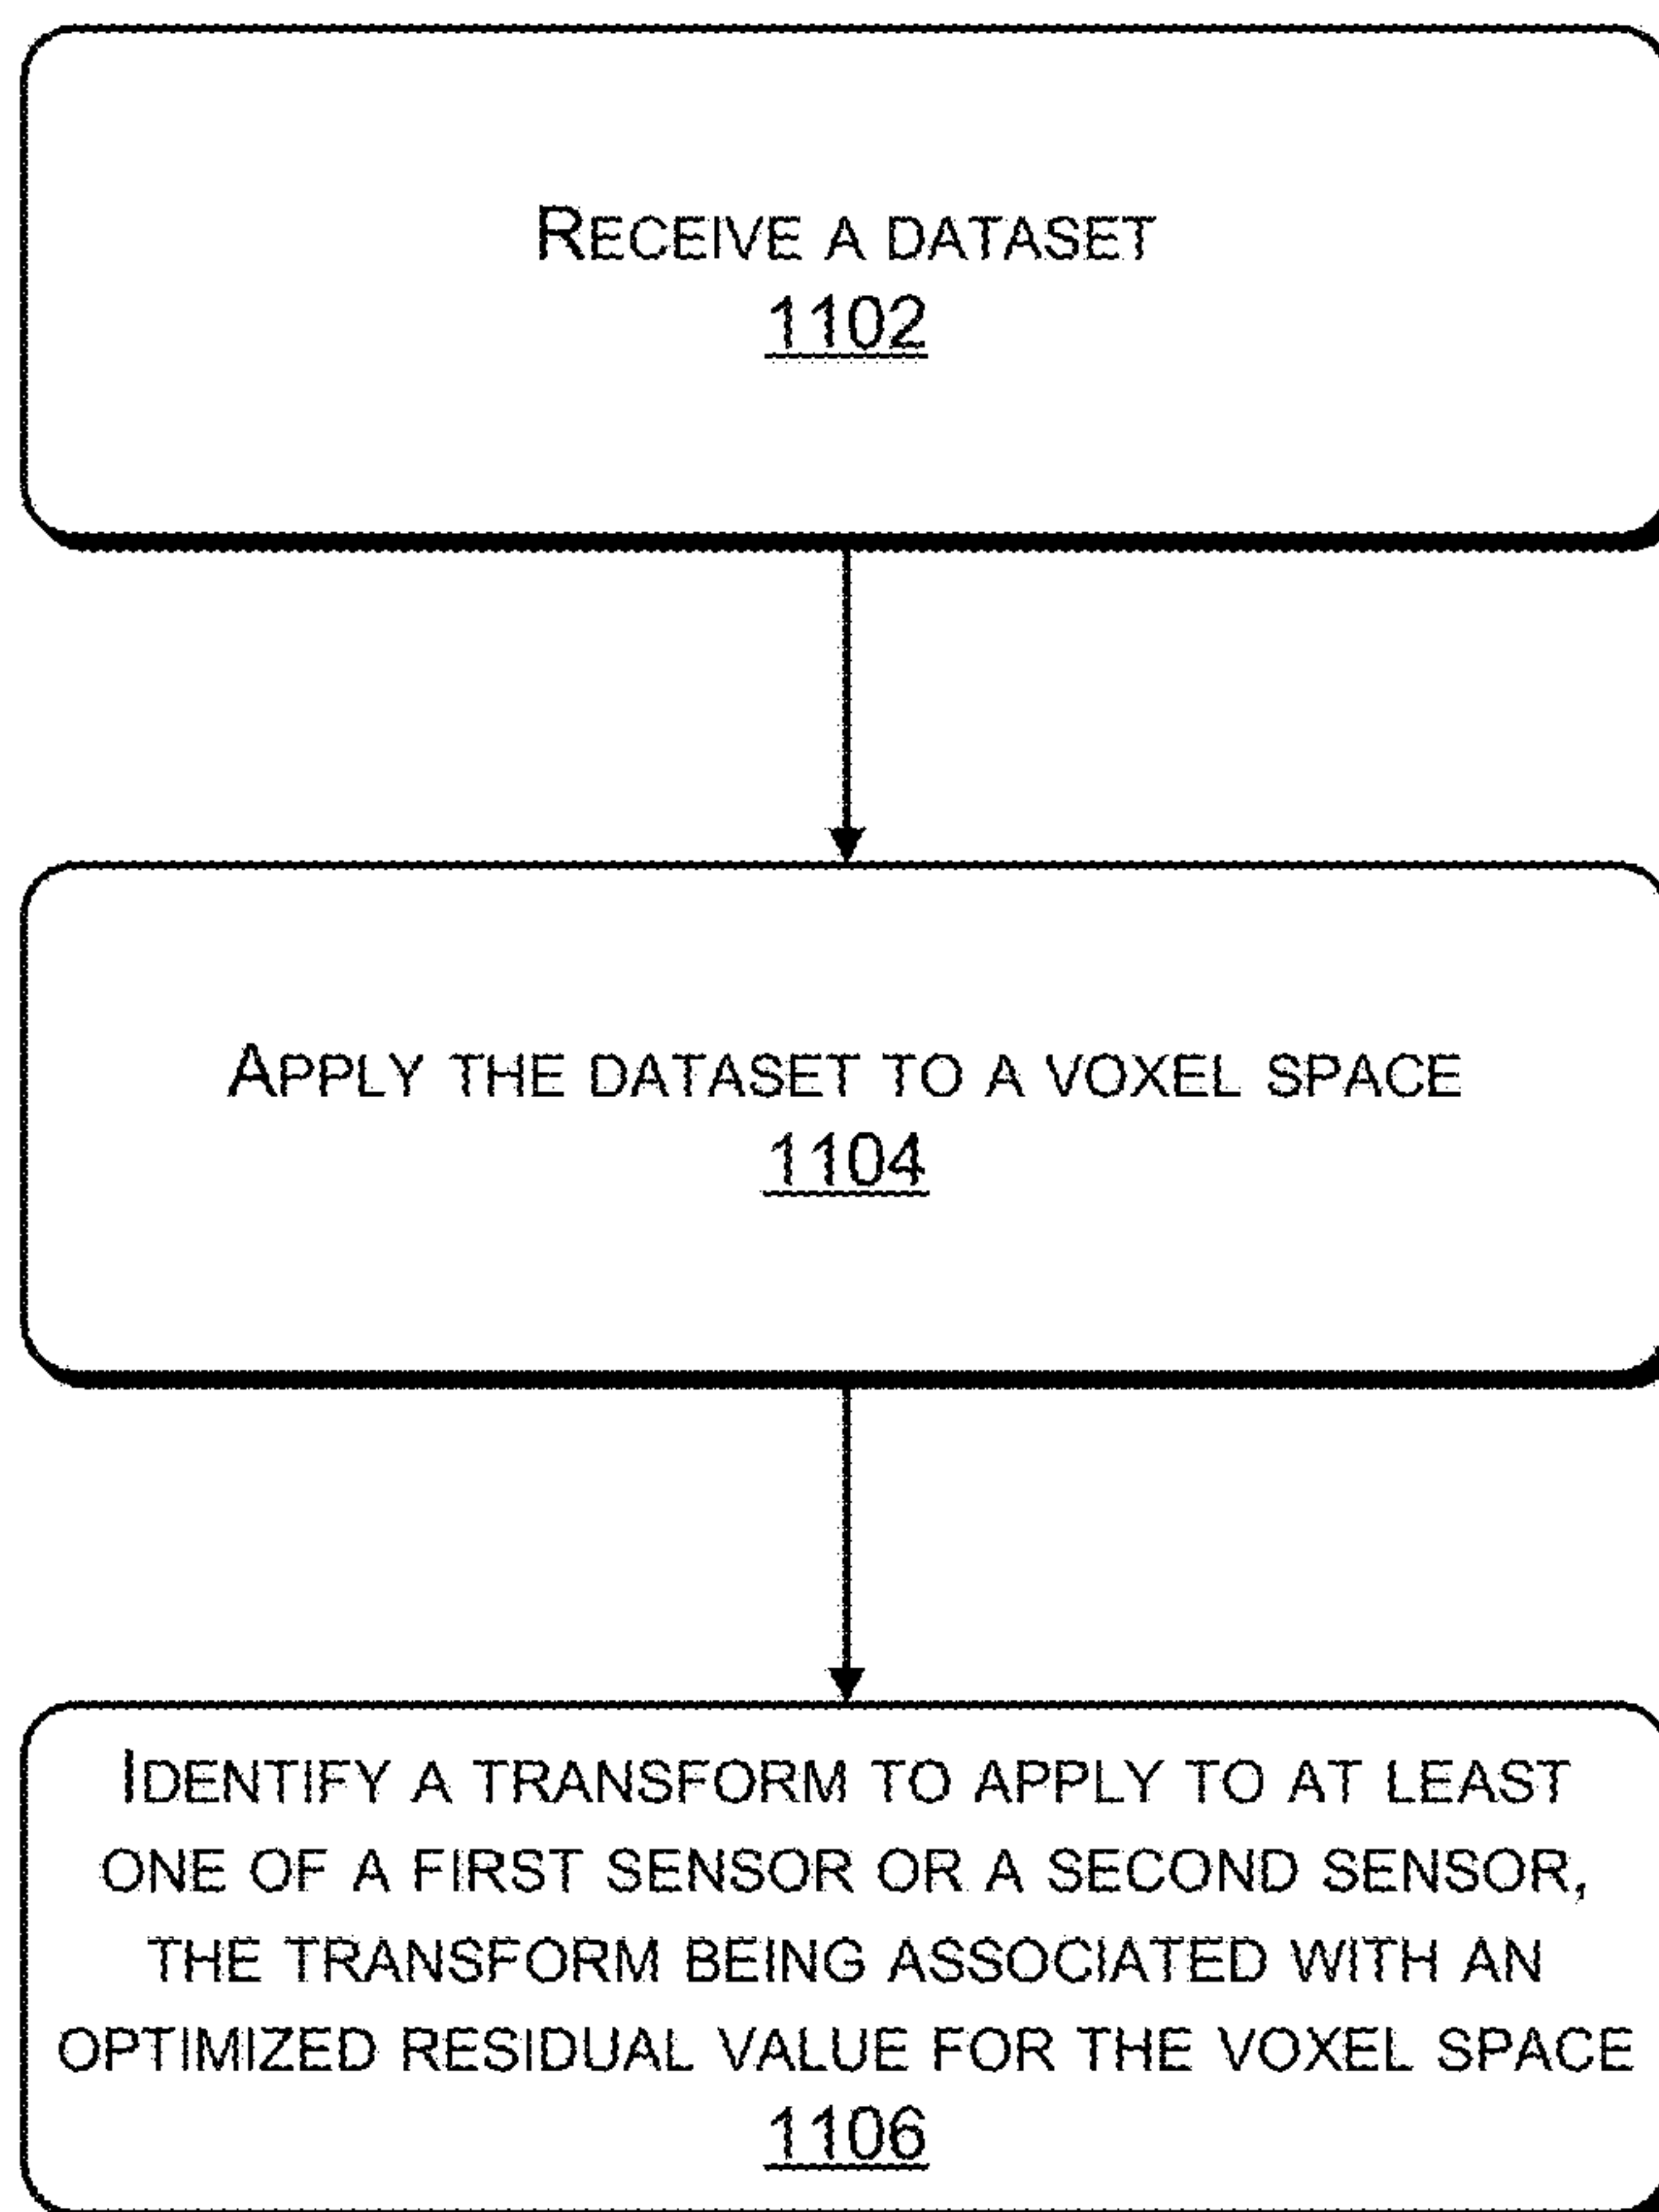 RECEIVE A DATASET
1102
APPLY THE DATASET TO A VOXEL SPACE
1104
IDENTIFY A TRANSFORM TO APPLY TO AT LEAST
ONE OF A FIRST SENSOR OR A SECOND SENSOR,
THE TRANSFORM BEING ASSOCIATED WITH AN
OPTIMIZED RESIDUAL VALUE FOR THE VOXEL SPACE
1106